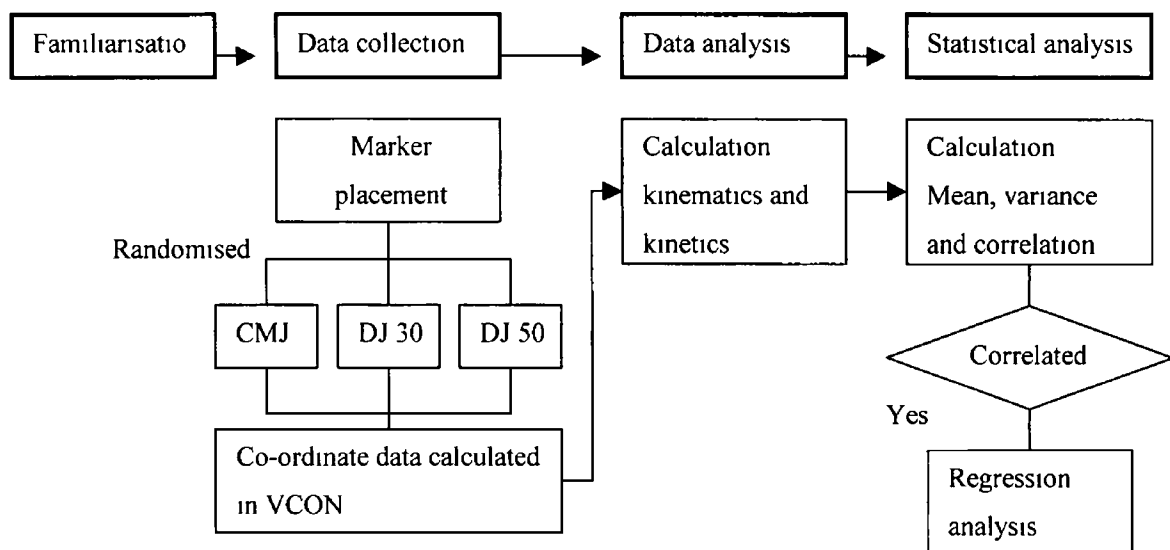 Familiarisatio
Data collection
Data analysis
Statistical analysis
Marker
placement
Randomised
CMJ
DJ 30
DJ 50
Co-ordinate data calculated
in VCON
Calculation
kinematics and
kinetics
Calculation
Mean, variance
and correlation
Correlated
Yes
Regression
analysis